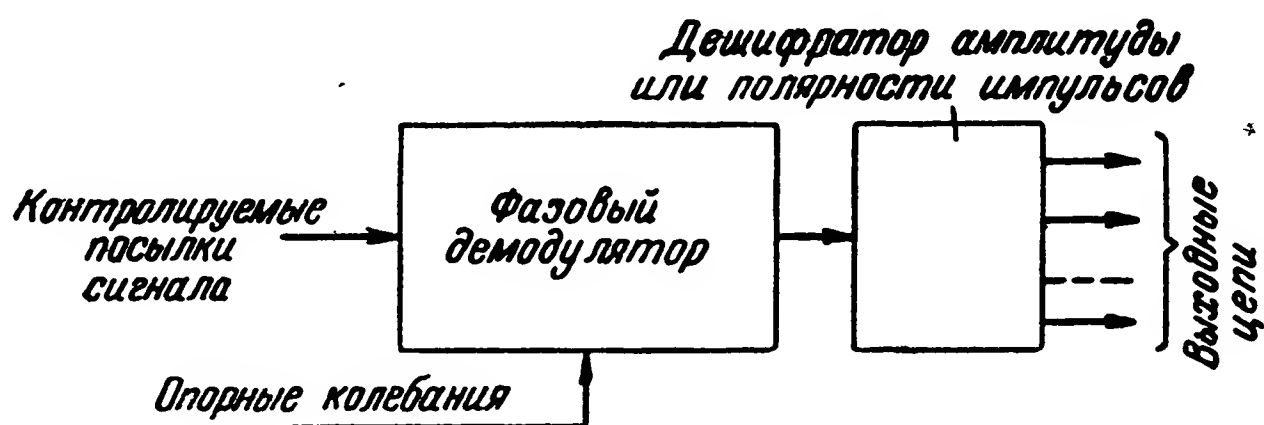 Дешифратор амплитуды
или полярности импульсов
Контролируемые
посылки
сигнала
Фазовый
демодулятор
Выходные
цепи
Опорные колебания